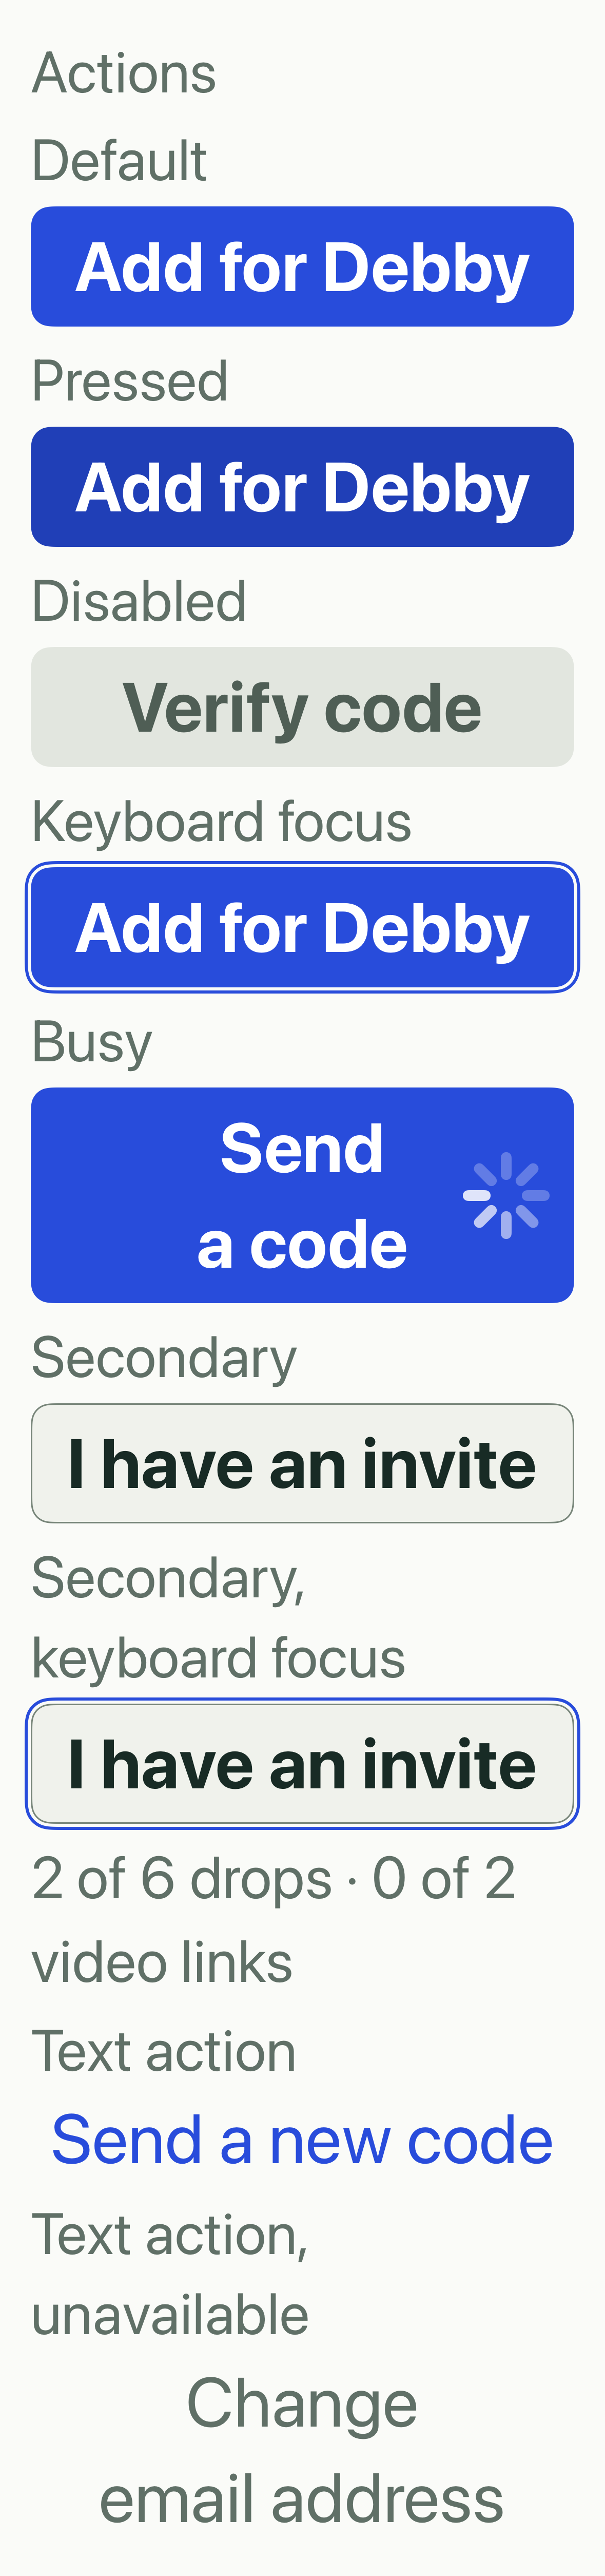 Actions
Default
Add for Debby
Pressed
Add for Debby
Disabled
Verify code
Keyboard focus
Add for Debby
Busy
Send
a code
Secondary
I have an invite
Secondary,
keyboard focus
I have an invite
2 of 6 drops · 0 of 2
video links
Text action
Send a new code
Text action,
unavailable
Change
email address